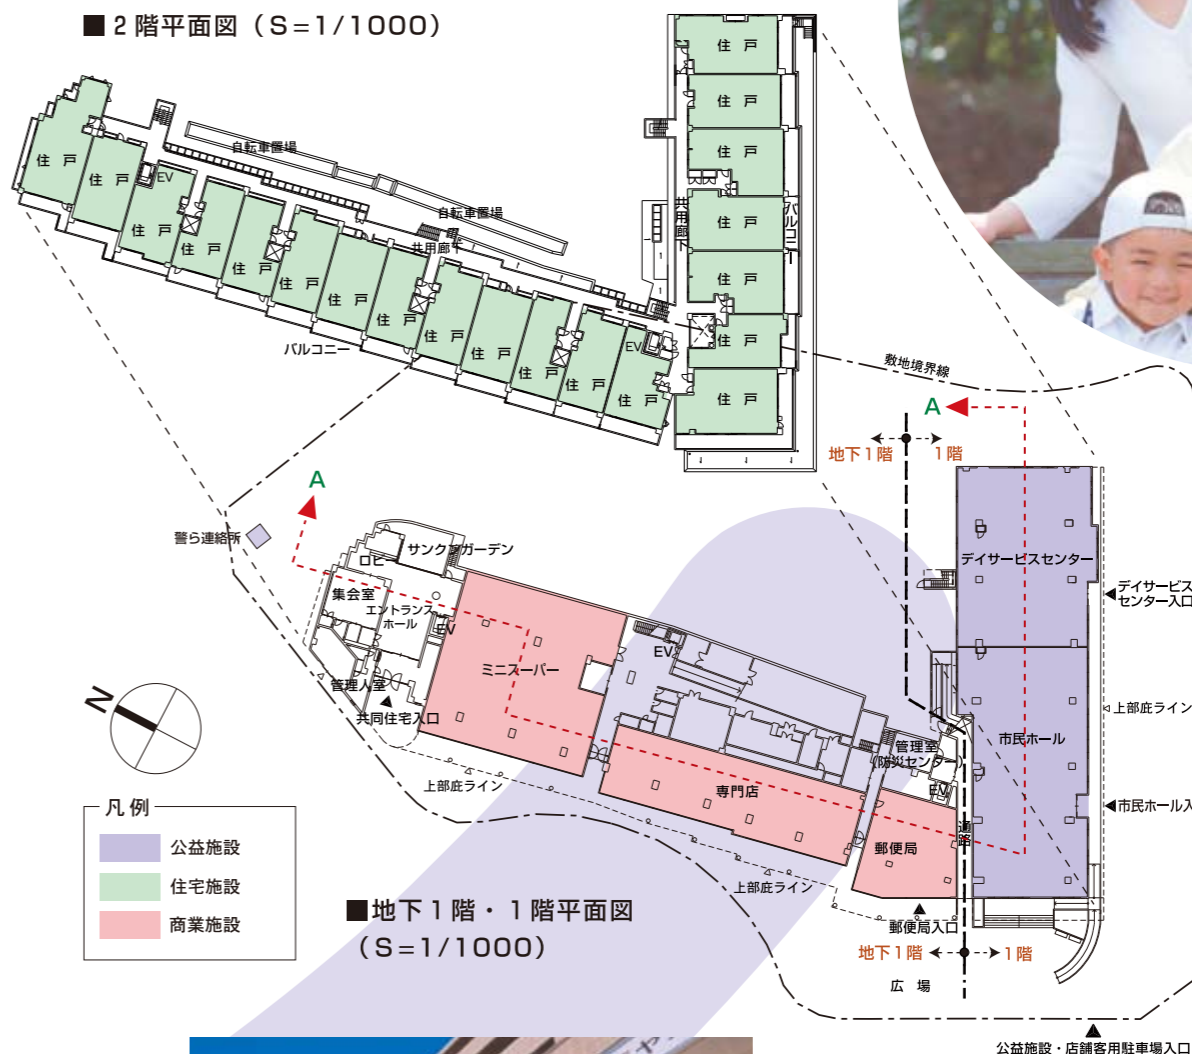 ■2階平面図（S=1/1000）
住戸
住戸
住戸
住戸
住戸
住戸
住戸
住戸
住戸
住戸
住戸
住戸
住戸
EV
EV
自転車置場
自転車置場
共用廊下
バルコニー
住戸
住戸
住戸
住戸
住戸
住戸
住戸
共用廊下
バルコニー
敷地境界線
A
地下1階
1階
A
警ら連絡所
サンクンガーデン
ロビー
集会室
エントランス
ホール
EV
管理人室
共同住宅入口
ミニスーパー
EV
上部庇ライン
専門店
管理室
(防災センター)
EV
郵便局
通路
上部庇ライン
郵便局入口
デイサービスセンター
デイサービス
センター入口
上部庇ライン
市民ホール
市民ホール入
地下1階
1階
広場
公益施設・店舗客用駐車場入口
N
凡例
公益施設
住宅施設
商業施設
■地下1階・1階平面図
（S=1/1000）